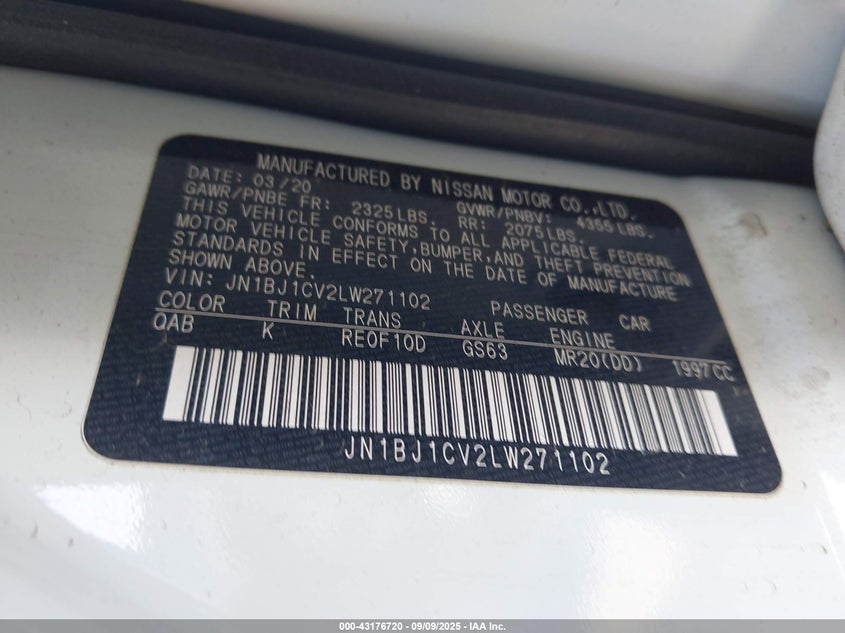 MANUFACTURED BY NISSAN MOTOR CO.,LTD.
DATE: 03/20 GVWR/PNBV: 4355LBS.
GAWR/PNBE FR: 2325LBS. RR: 2075LBS.
THIS VEHICLE CONFORMS TO ALL APPLICABLE FEDERAL
MOTOR VEHICLE SAFETY,BUMPER,AND THEFT PREVENTION
STANDARDS IN EFFECT ON THE DATE OF MANUFACTURE
SHOWN ABOVE.
VIN: JN1BJ1CV2LW271102 PASSENGER CAR
COLOR TRIM TRANS AXLE ENGINE
QAB K RE0F10D GS63 MR20(DD) 1997CC
JN1BJ1CV2LW271102
000-43176720 - 09/09/2025 - IAA Inc.